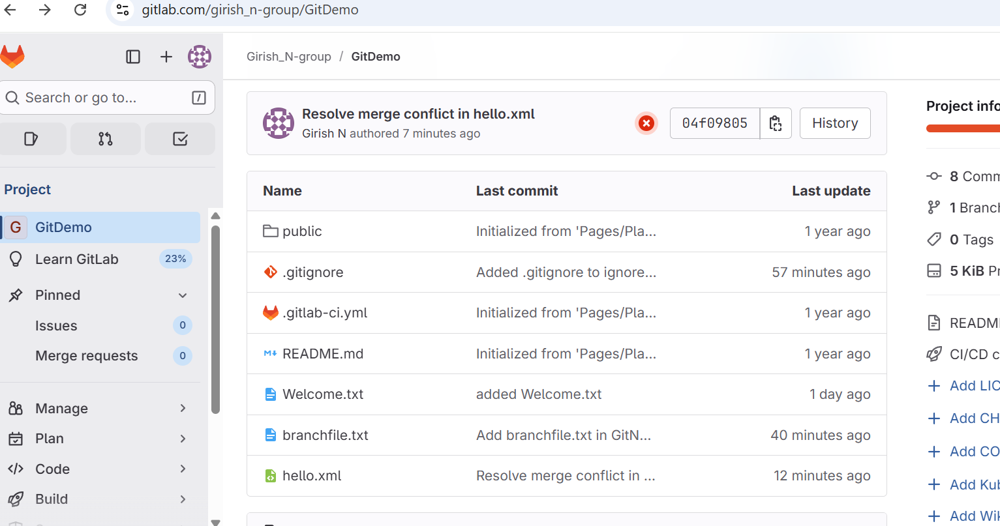 gitlab.com/girish_n-group/GitDemo
Girish_N-group / GitDemo
Search or go to... /
Project
G GitDemo
Learn GitLab 23%
Pinned
Issues 0
Merge requests 0
Manage
Plan
Code
Build
Resolve merge conflict in hello.xml
Girish N authored 7 minutes ago
04f09805
History
Name Last commit Last update
public Initialized from 'Pages/Pla... 1 year ago
.gitignore Added .gitignore to ignore... 57 minutes ago
.gitlab-ci.yml Initialized from 'Pages/Pla... 1 year ago
README.md Initialized from 'Pages/Pla... 1 year ago
Welcome.txt added Welcome.txt 1 day ago
branchfile.txt Add branchfile.txt in GitN... 40 minutes ago
hello.xml Resolve merge conflict in ... 12 minutes ago
Project info
8 Comm
1 Branch
0 Tags
5 KiB Pr
README
CI/CD c
Add LIC
Add CH
Add CO
Add Kub
Add Wik